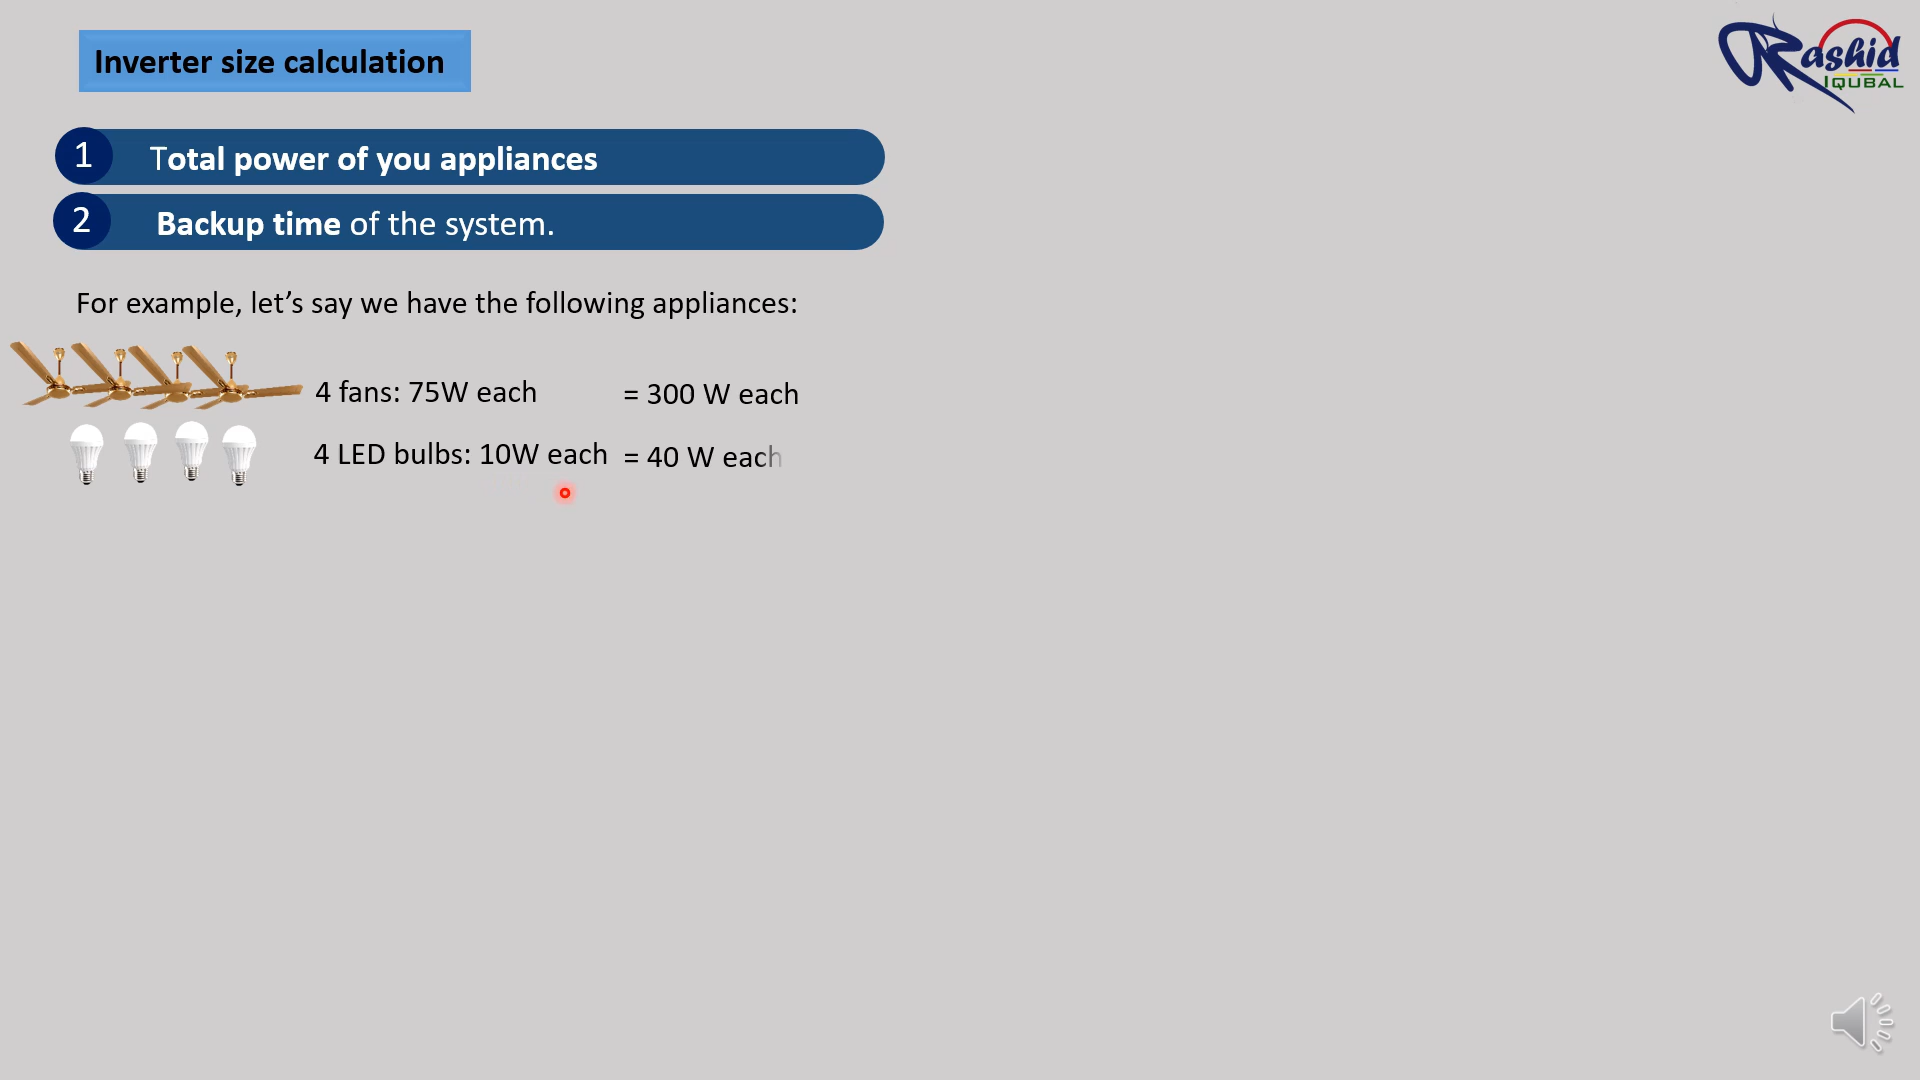 Inverter size calculation
Rashid
IQUBAL
1 Total power of you appliances
2 Backup time of the system.
For example, let’s say we have the following appliances:
4 fans: 75W each = 300 W each
4 LED bulbs: 10W each = 40 W each